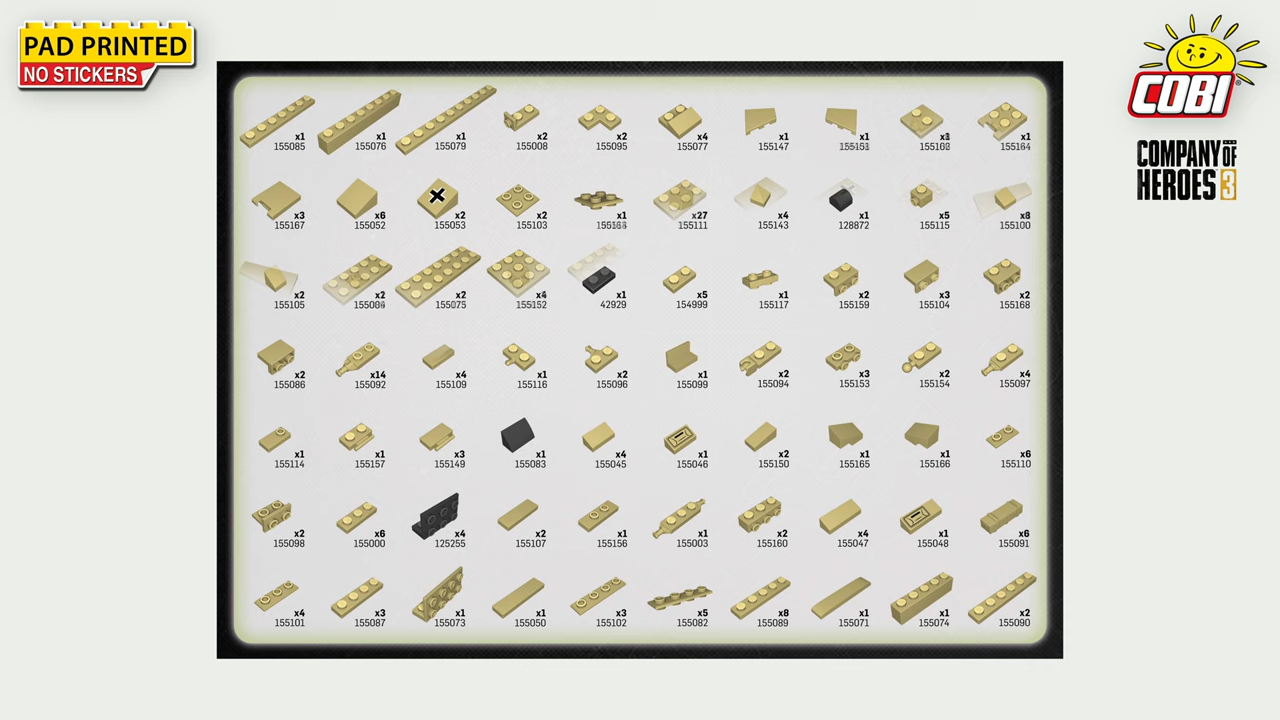 PAD PRINTED
NO STICKERS
COBI
®
COMPANY OF
HEROES 3
x1 x1 x1 x2 x2 x4 x1 x1 x1
155085 155076 155079 155008 155095 155077 155147
x3 x6 x2 x2 x1 x27 x4 x1 x5 x8
155167 155052 155053 155103 155111 155143 128872 155115 155100
x2 x2 x2 x4 x1 x5 x1 x2 x3 x2
155105 155075 155152 42929 154999 155117 155159 155104 155168
x2 x14 x4 x1 x2 x1 x2 x3 x2 x4
155086 155092 155109 155116 155096 155099 155094 155153 155154 155097
x1 x1 x3 x1 x4 x1 x2 x1 x1 x6
155114 155157 155149 155083 155045 155046 155150 155165 155166 155110
x2 x6 x4 x2 x1 x1 x2 x4 x1 x6
155098 155000 125255 155107 155156 155003 155160 155047 155048 155091
x4 x3 x1 x1 x3 x5 x8 x1 x1 x2
155101 155087 155073 155050 155102 155082 155089 155071 155074 155090